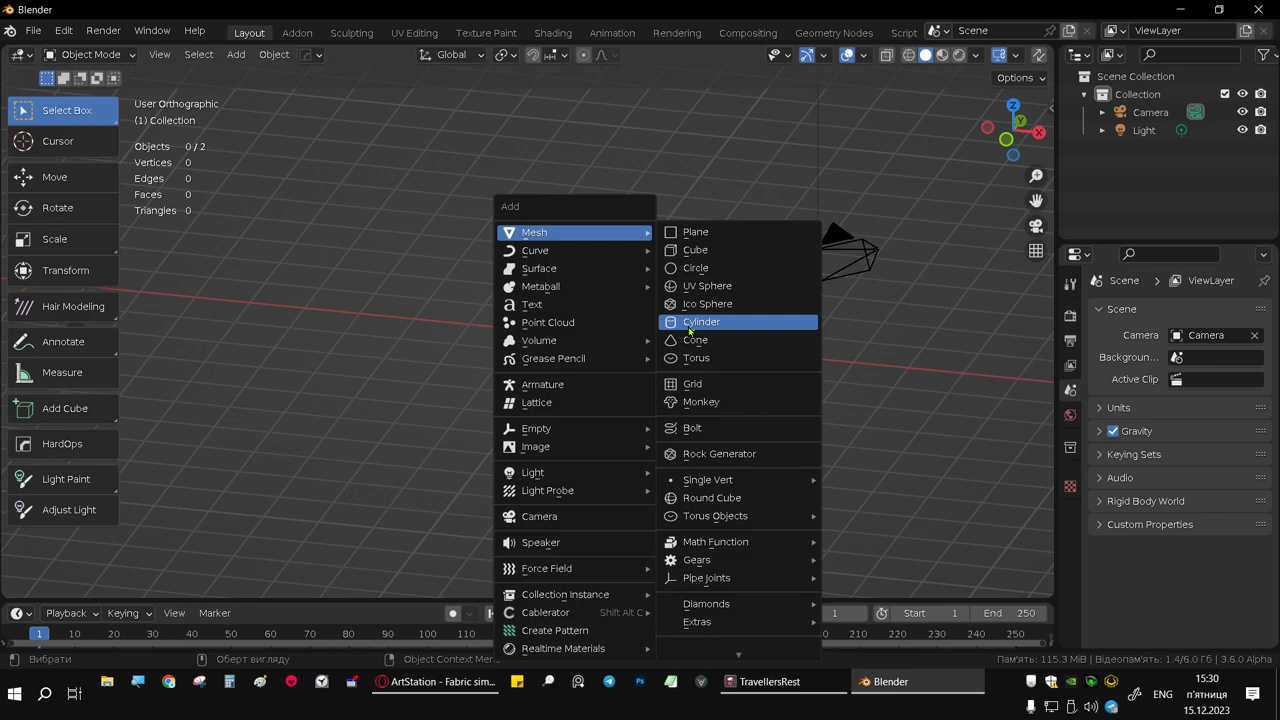 Blender
File Edit Render Window Help Layout Addon Sculpting UV Editing Texture Paint Shading Animation Rendering Compositing Geometry Nodes Script Scene ViewLayer
Object Mode View Select Add Object Global
Options
Select Box
Cursor
Move
Rotate
Scale
Transform
Hair Modeling
Annotate
Measure
Add Cube
HardOps
Light Paint
Adjust Light
User Orthographic
(1) Collection
Objects 0/2
Vertices 0
Edges 0
Faces 0
Triangles 0
Z
Y
X
Add
Mesh
Curve
Surface
Metaball
Text
Point Cloud
Volume
Grease Pencil
Armature
Lattice
Empty
Image
Light
Light Probe
Camera
Speaker
Force Field
Collection Instance
Cablerator Shift Alt C
Create Pattern
Realtime Materials
Plane
Cube
Circle
UV Sphere
Ico Sphere
Cylinder
Cone
Torus
Grid
Monkey
Bolt
Rock Generator
Single Vert
Round Cube
Torus Objects
Math Function
Gears
Pipe Joints
Diamonds
Extras
Scene Collection
Collection
Camera
Light
Scene ViewLayer
Scene
Camera Camera
Backgroun...
Active Clip
Units
Gravity
Keying Sets
Audio
Rigid Body World
Custom Properties
Playback Keying View Marker 1 Start 1 End 250
1 10 20 30 40 50 60 70 80 90 100 110 210 220 230 240 250
Вибрати Оберт вигляду Object Context Men Пам'ять: 115.3 MiB | Відеопам'ять: 1.4/6.0 Гб | 3.6.0 Alpha
ArtStation - Fabric sim... TravellersRest Blender
ENG
15:30
п'ятниця
15.12.2023